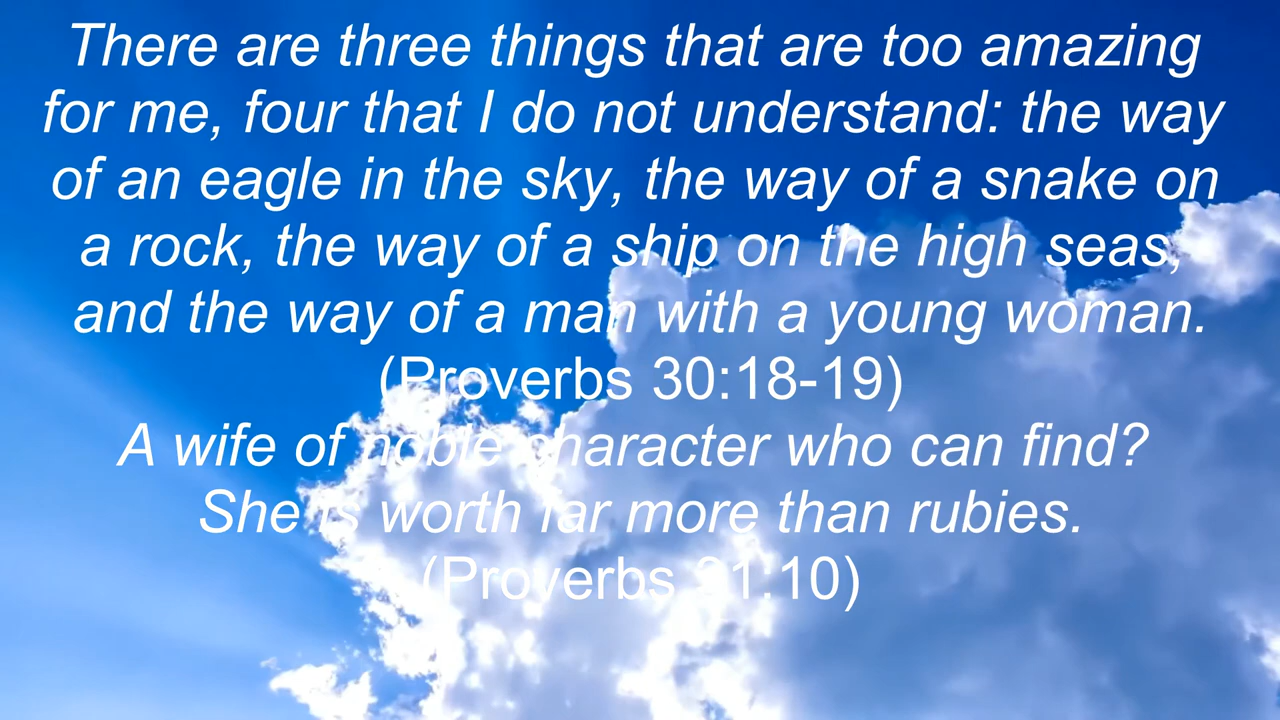 There are three things that are too amazing
for me, four that I do not understand: the way
of an eagle in the sky, the way of a snake on
a rock, the way of a ship on the high seas,
and the way of a man with a young woman.
(Proverbs 30:18-19)
A wife of noble character who can find?
She is worth far more than rubies.
(Proverbs 31:10)